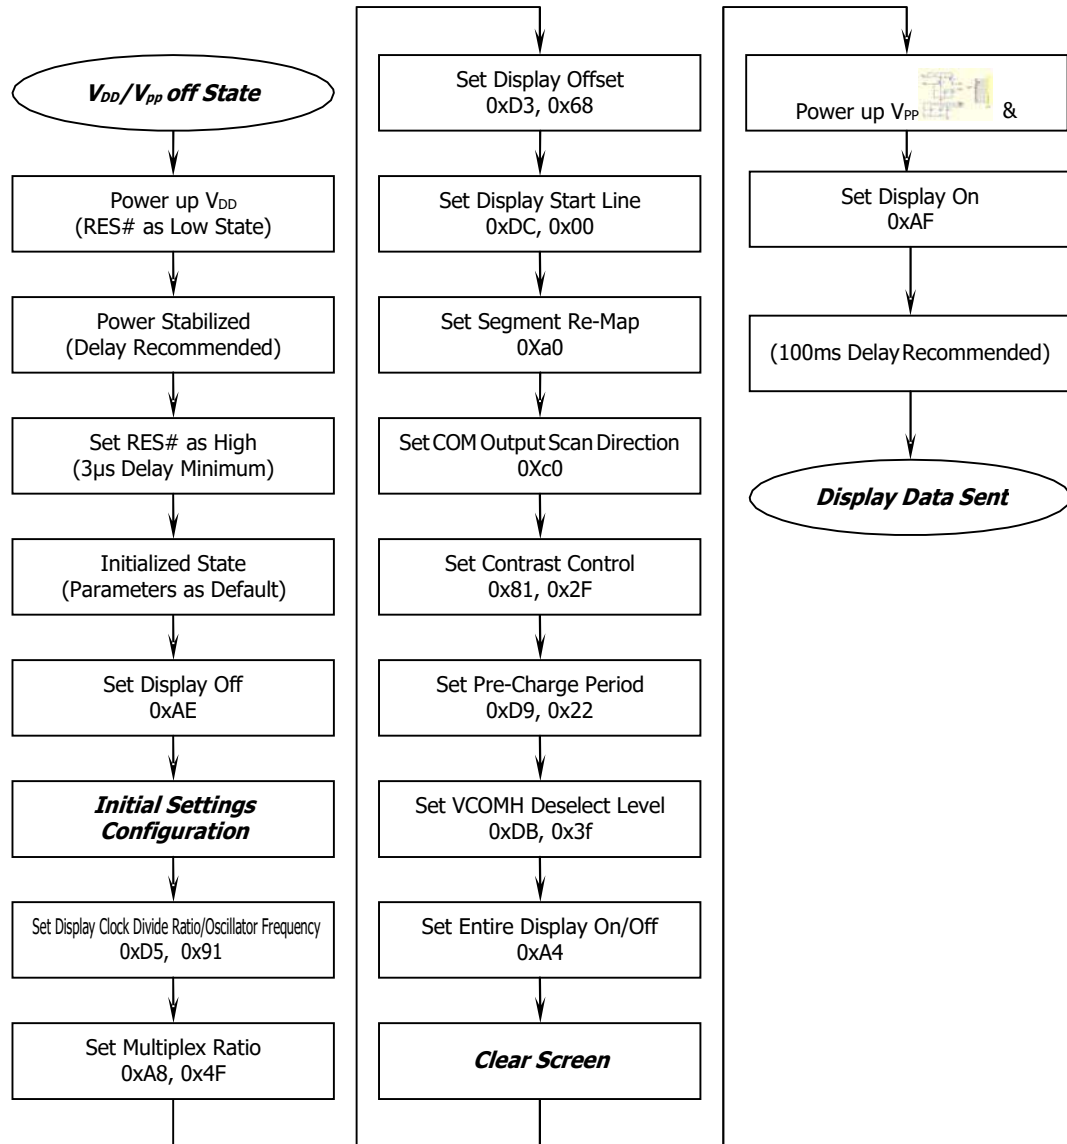 V_DD/V_pp off State
Power up V_DD
(RES# as Low State)
Power Stabilized
(Delay Recommended)
Set RES# as High
(3µs Delay Minimum)
Initialized State
(Parameters as Default)
Set Display Off
0xAE
Initial Settings
Configuration
Set Display Clock Divide Ratio/Oscillator Frequency
0xD5, 0x91
Set Multiplex Ratio
0xA8, 0x4F
Set Display Offset
0xD3, 0x68
Set Display Start Line
0xDC, 0x00
Set Segment Re-Map
0Xa0
Set COM Output Scan Direction
0Xc0
Set Contrast Control
0x81, 0x2F
Set Pre-Charge Period
0xD9, 0x22
Set VCOMH Deselect Level
0xDB, 0x3f
Set Entire Display On/Off
0xA4
Clear Screen
Power up V_PP &
Set Display On
0xAF
(100ms Delay Recommended)
Display Data Sent